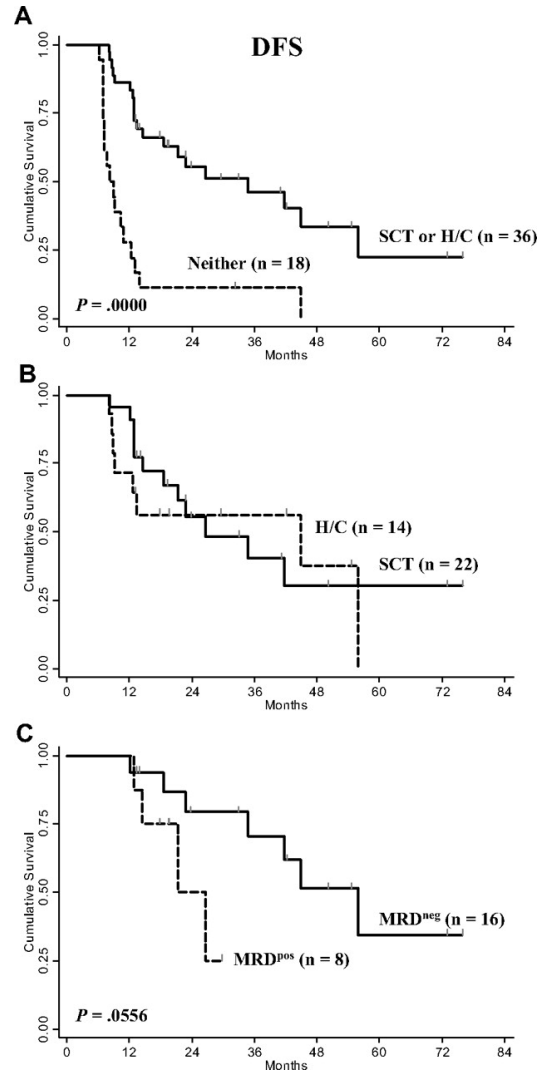 A
DFS
1.00
0.75
0.50
0.25
0.00
Cumulative Survival
SCT or H/C (n = 36)
Neither (n = 18)
P = .0000
0 12 24 36 48 60 72 84
Months
B
1.00
0.75
0.50
0.25
0.00
Cumulative Survival
H/C (n = 14)
SCT (n = 22)
0 12 24 36 48 60 72 84
Months
C
1.00
0.75
0.50
0.25
0.00
Cumulative Survival
MRDneg (n = 16)
MRDpos (n = 8)
P = .0556
0 12 24 36 48 60 72 84
Months